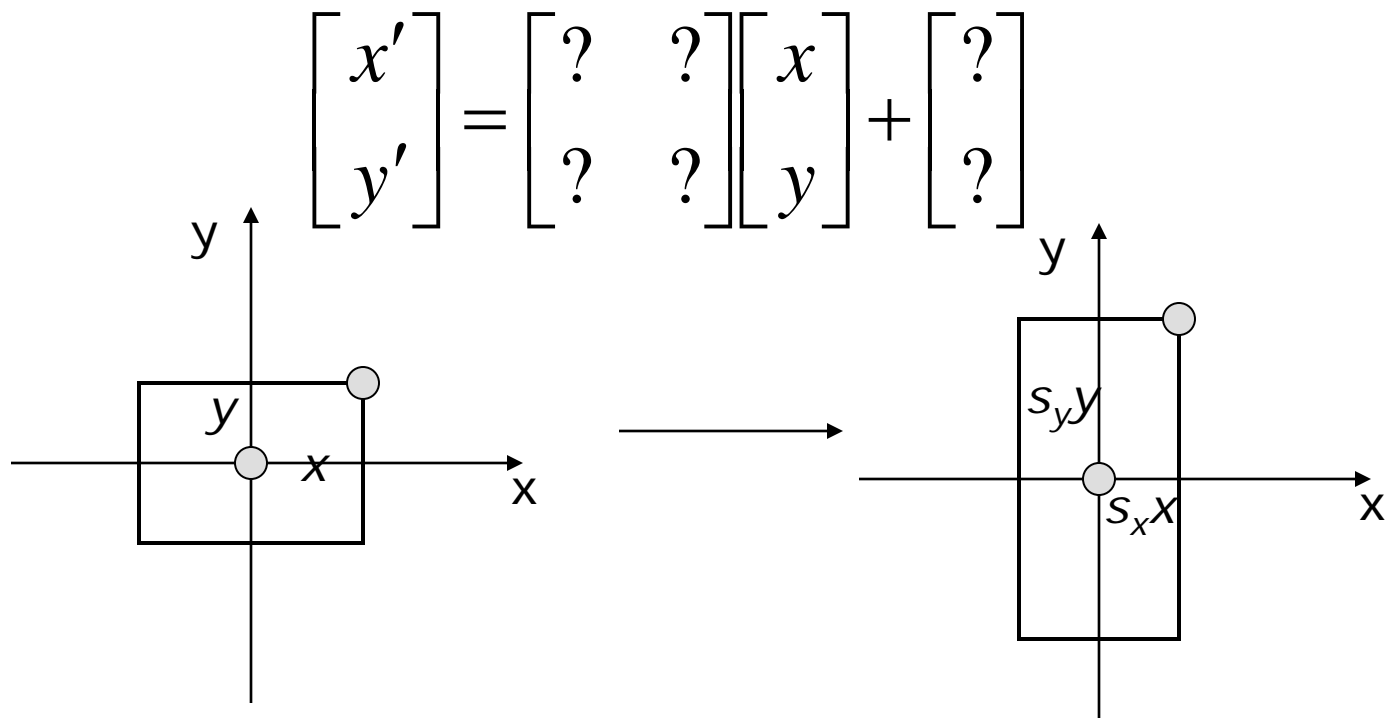 [x′ y′] = [? ? ? ?] [x y] + [? ?]
y
y
y
s_y y
x
x
s_x x
x